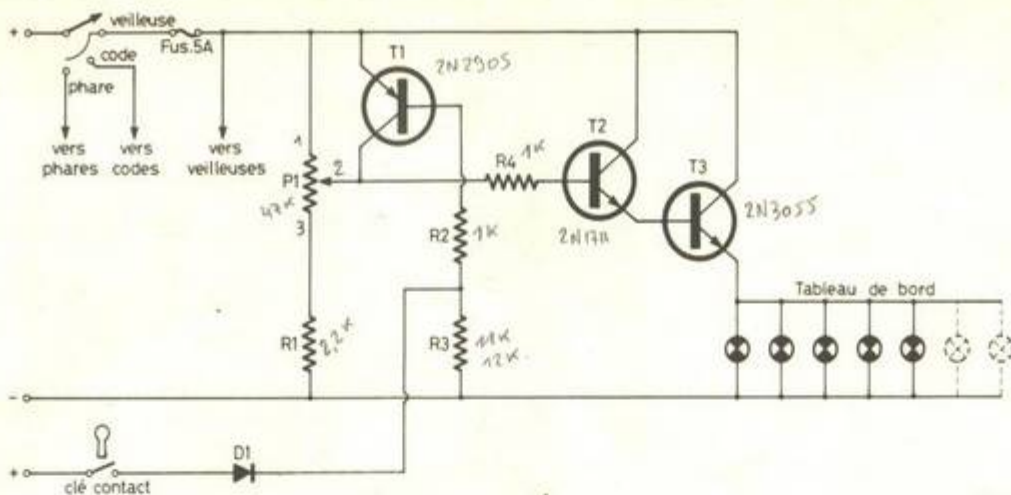 +
veilleuse
Fus.5A
code
phare
vers phares
vers codes
vers veilleuses
T1
2N2905
1
P1
2
47K
3
R4
1K
T2
2N1711
T3
2N3055
R2
1K
R1
2,2K
R3
12K
Tableau de bord
-
+
clé contact
D1